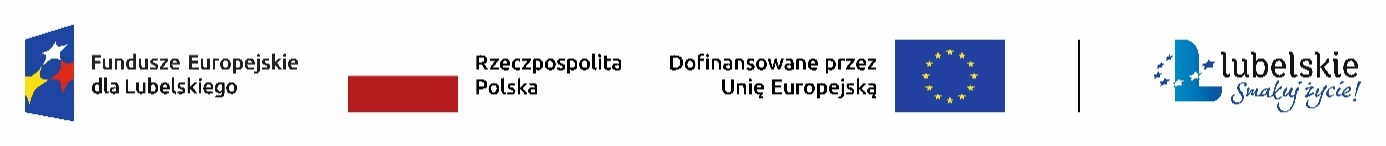 Fundusze Europejskie
dla Lubelskiego
Rzeczpospolita
Polska
Dofinansowane przez
Unię Europejską
lubelskie
Smakuj życie!